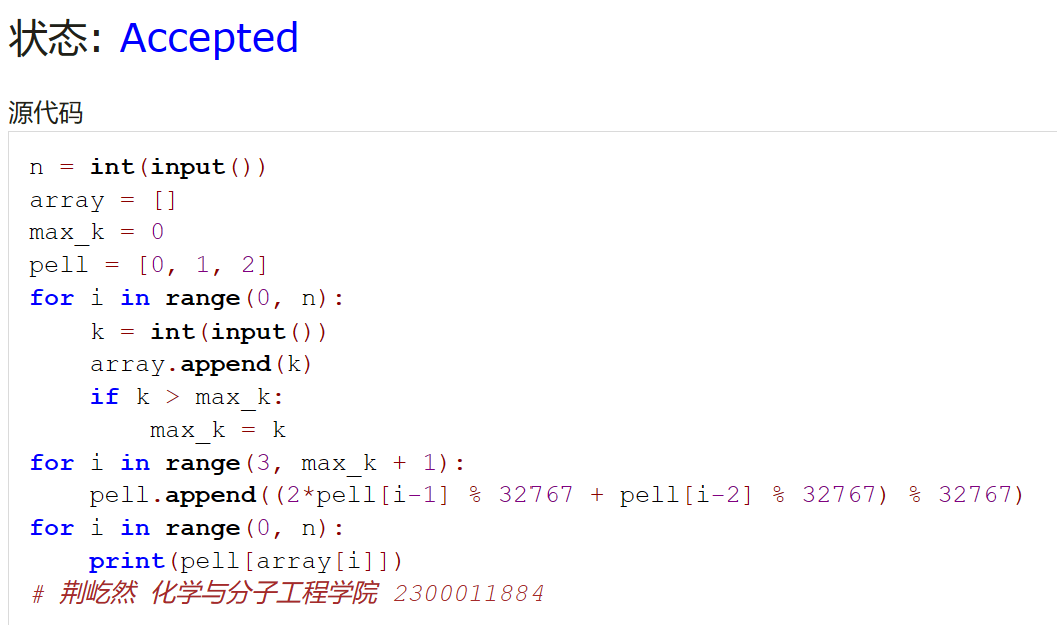 状态: Accepted
源代码
n = int(input())
array = []
max_k = 0
pell = [0, 1, 2]
for i in range(0, n):
    k = int(input())
    array.append(k)
    if k > max_k:
        max_k = k
for i in range(3, max_k + 1):
    pell.append((2*pell[i-1] % 32767 + pell[i-2] % 32767) % 32767)
for i in range(0, n):
    print(pell[array[i]])
# 荆屹然 化学与分子工程学院 2300011884